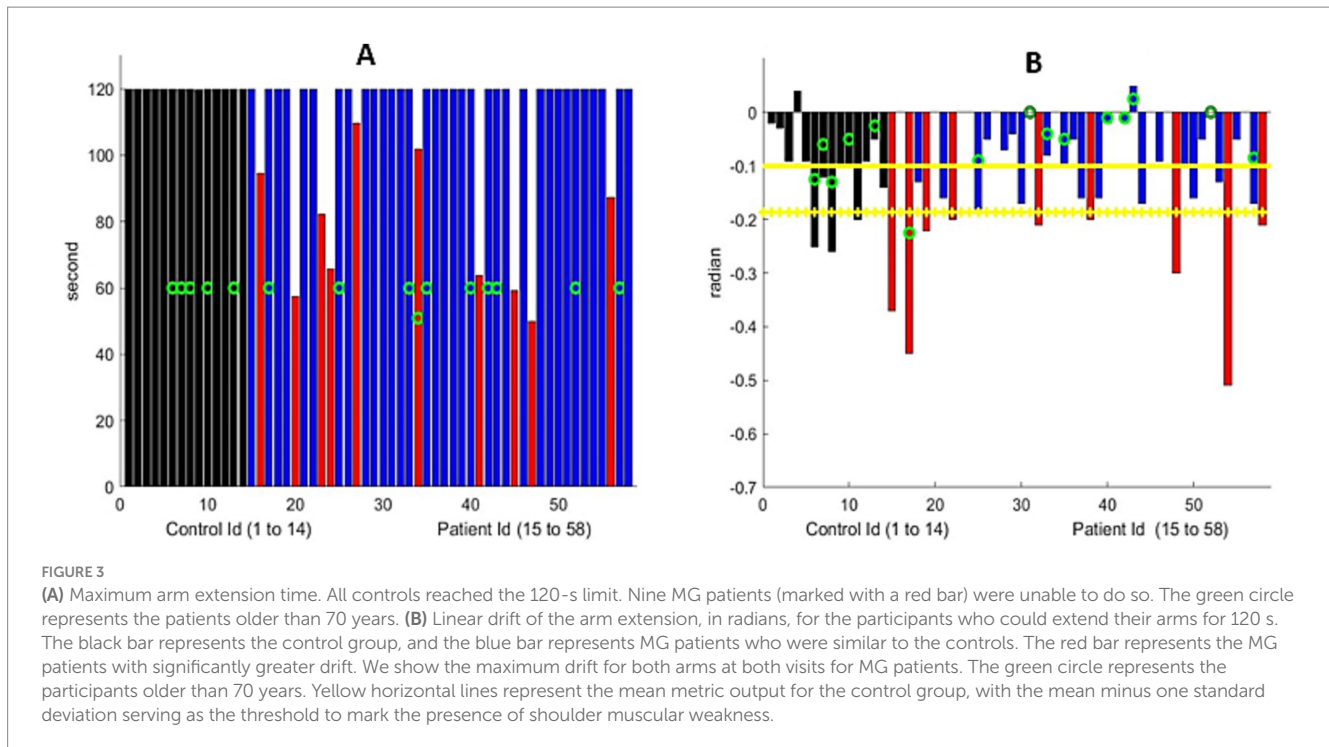 A
120
100
80
60
40
20
0
second
0 10 20 30 40 50
Control Id (1 to 14) Patient Id (15 to 58)
B
0
-0.1
-0.2
-0.3
-0.4
-0.5
-0.6
-0.7
radian
0 10 20 30 40 50
Control Id (1 to 14) Patient Id (15 to 58)
FIGURE 3
(A) Maximum arm extension time. All controls reached the 120-s limit. Nine MG patients (marked with a red bar) were unable to do so. The green circle
represents the patients older than 70 years. (B) Linear drift of the arm extension, in radians, for the participants who could extend their arms for 120 s.
The black bar represents the control group, and the blue bar represents MG patients who were similar to the controls. The red bar represents the MG
patients with significantly greater drift. We show the maximum drift for both arms at both visits for MG patients. The green circle represents the
participants older than 70 years. Yellow horizontal lines represent the mean metric output for the control group, with the mean minus one standard
deviation serving as the threshold to mark the presence of shoulder muscular weakness.